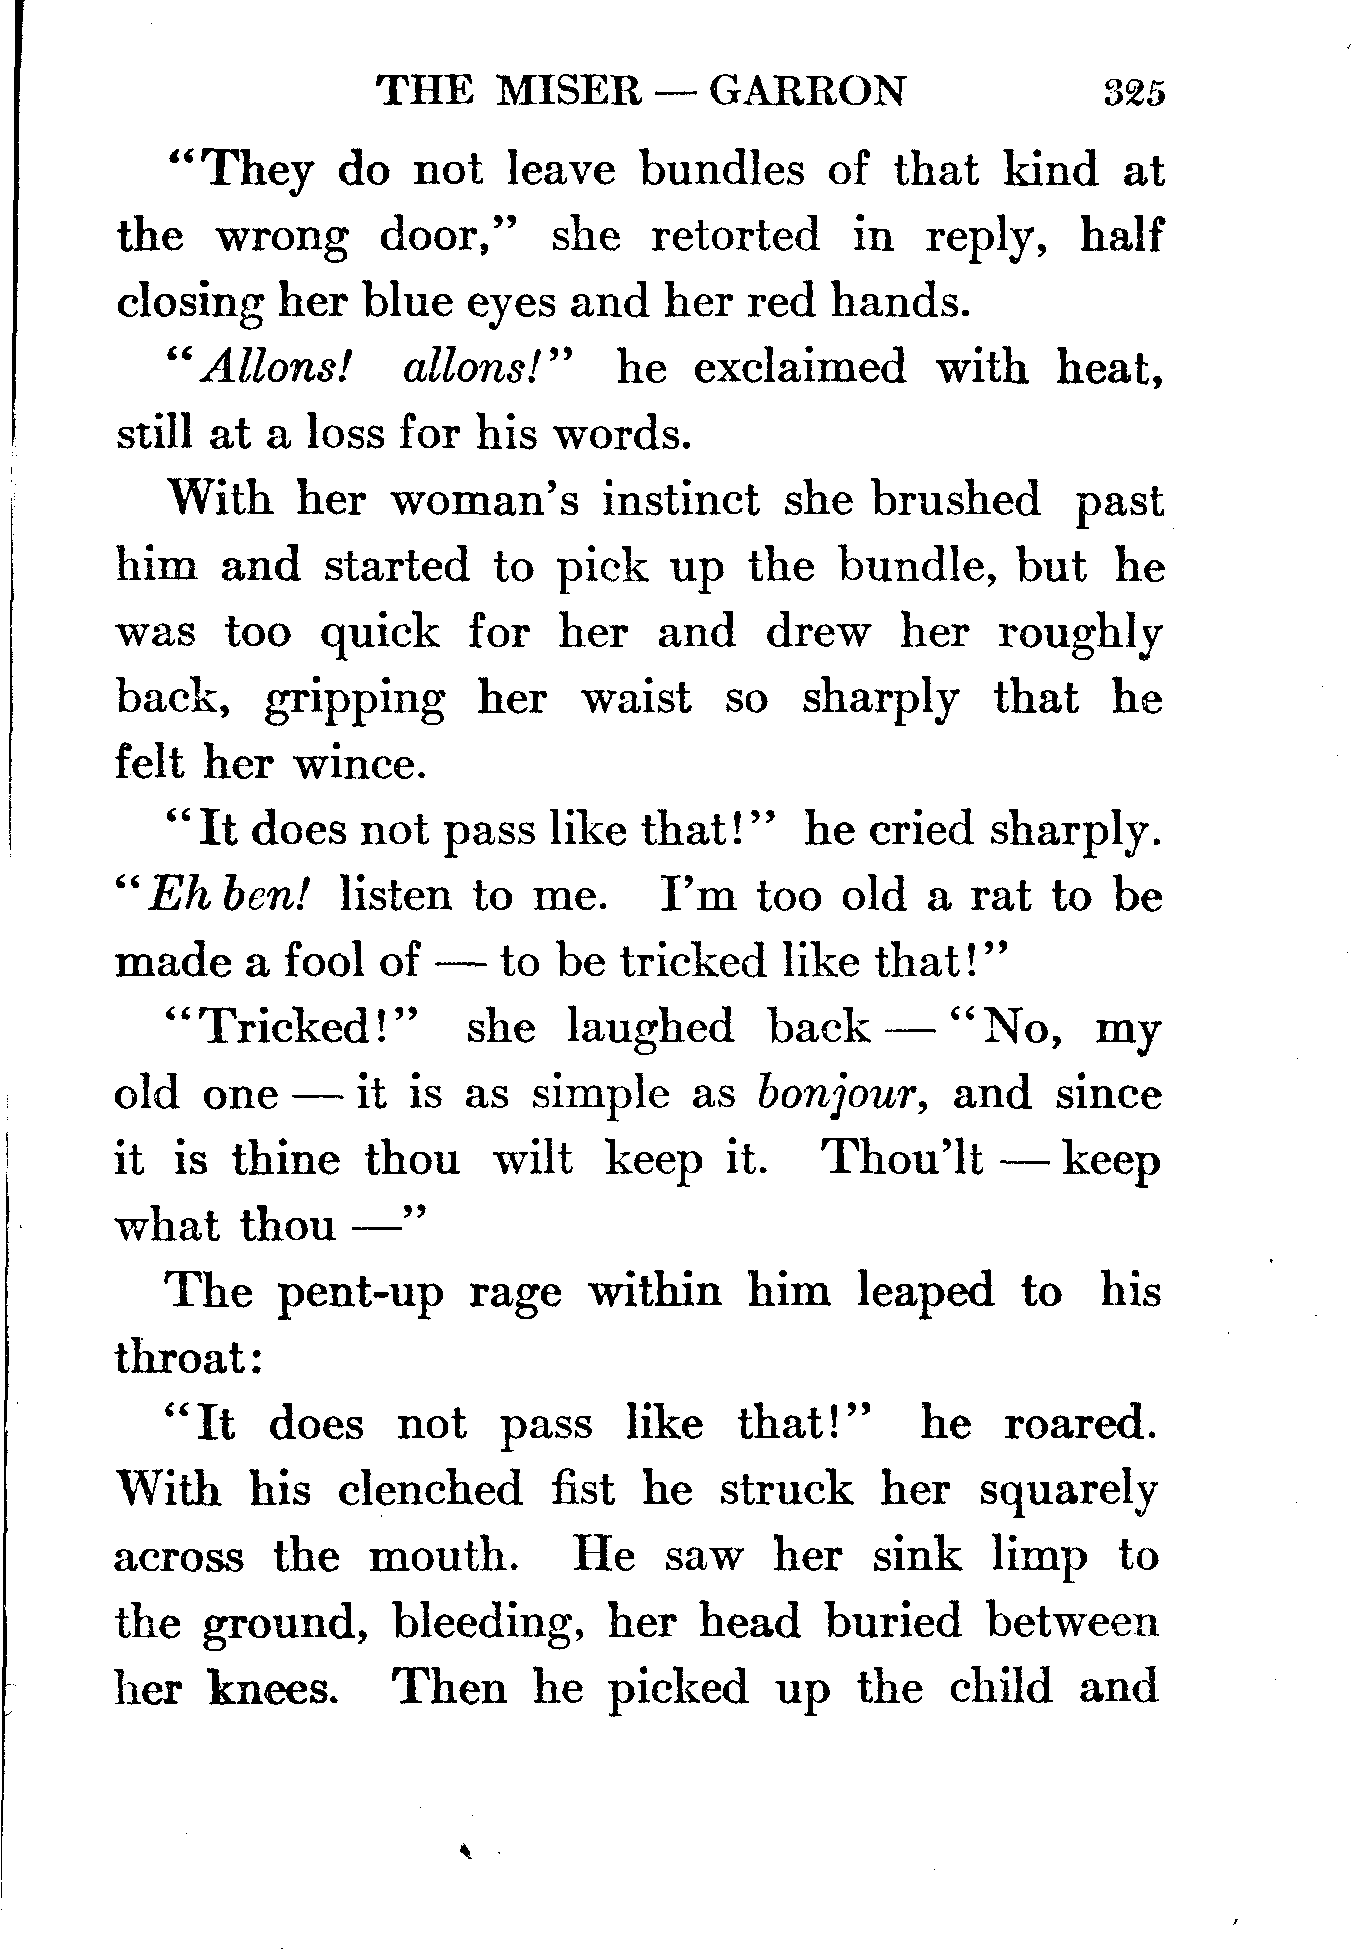 THE MISER — GARRON 325
“They do not leave bundles of that kind at
the wrong door,” she retorted in reply, half
closing her blue eyes and her red hands.
“Allons! allons!” he exclaimed with heat,
still at a loss for his words.
With her woman’s instinct she brushed past
him and started to pick up the bundle, but he
was too quick for her and drew her roughly
back, gripping her waist so sharply that he
felt her wince.
“It does not pass like that!” he cried sharply.
“Eh ben! listen to me. I’m too old a rat to be
made a fool of — to be tricked like that!”
“Tricked!” she laughed back — “No, my
old one — it is as simple as bonjour, and since
it is thine thou wilt keep it. Thou’lt — keep
what thou —”
The pent-up rage within him leaped to his
throat:
“It does not pass like that!” he roared.
With his clenched fist he struck her squarely
across the mouth. He saw her sink limp to
the ground, bleeding, her head buried between
her knees. Then he picked up the child and